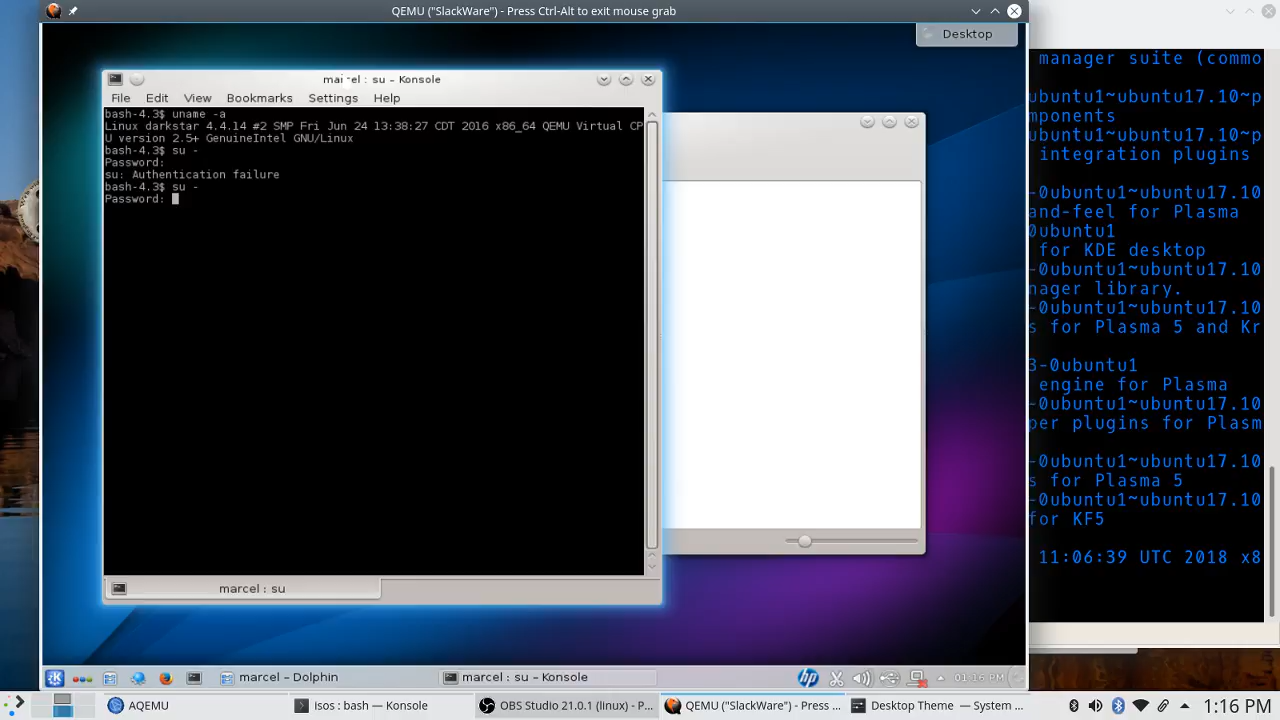 QEMU ("SlackWare") - Press Ctrl-Alt to exit mouse grab
Desktop
marcel : su – Konsole
File Edit View Bookmarks Settings Help
bash-4.3$ uname -a
Linux darkstar 4.4.14 #2 SMP Fri Jun 24 13:38:27 CDT 2016 x86_64 QEMU Virtual CP
U version 2.5+ GenuineIntel GNU/Linux
bash-4.3$ su -
Password:
su: Authentication failure
bash-4.3$ su -
Password:
marcel : su
manager suite (commo
ubuntu1~ubuntu17.10~p
mponents
ubuntu1~ubuntu17.10~p
integration plugins
-0ubuntu1~ubuntu17.10
and-feel for Plasma
0ubuntu1
for KDE desktop
-0ubuntu1~ubuntu17.10
nager library.
-0ubuntu1~ubuntu17.10
s for Plasma 5 and Kr
3-0ubuntu1
engine for Plasma
-0ubuntu1~ubuntu17.10
per plugins for Plasm
-0ubuntu1~ubuntu17.10
s for Plasma 5
-0ubuntu1~ubuntu17.10
for KF5
11:06:39 UTC 2018 x8
marcel – Dolphin
marcel : su – Konsole
hp
01:16 PM
AQEMU
Isos : bash — Konsole
OBS Studio 21.0.1 (linux) - P...
QEMU ("SlackWare") - Press ...
Desktop Theme — System ...
1:16 PM